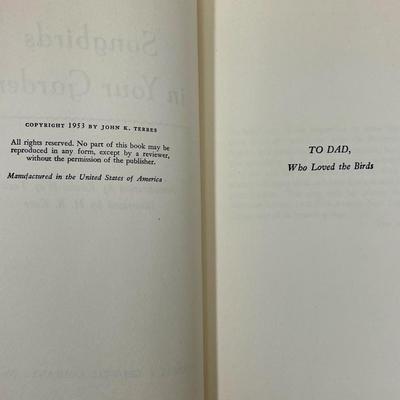 COPYRIGHT 1953 BY JOHN K. TERRES
All rights reserved. No part of this book may be
reproduced in any form, except by a reviewer,
without the permission of the publisher.
Manufactured in the United States of America
TO DAD,
Who Loved the Birds
Songbirds
in Your Garden